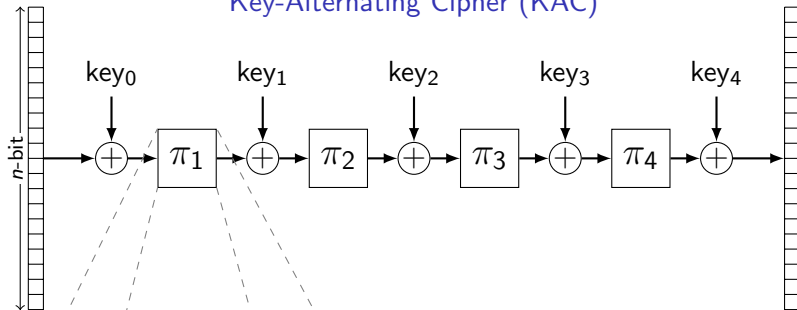 Key-Alternating Cipher (KAC)
key₀ key₁ key₂ key₃ key₄
n-bit
+ π₁ + π₂ + π₃ + π₄ +